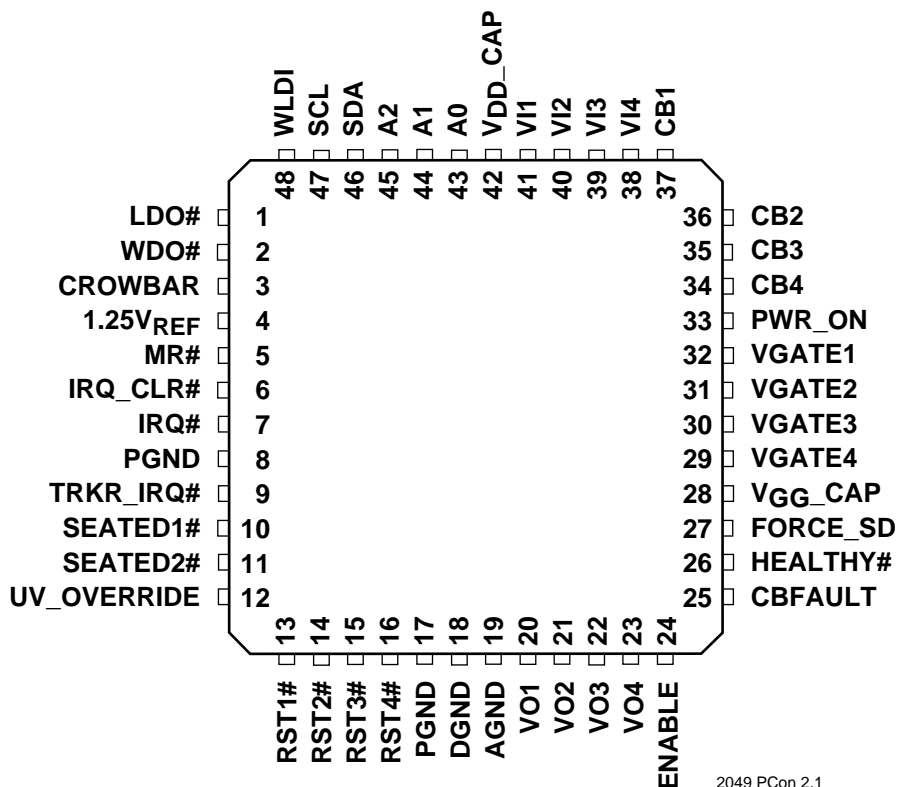 WLDI
SCL
SDA
A2
A1
A0
VDD_CAP
VI1
VI2
VI3
VI4
CB1
48 47 46 45 44 43 42 41 40 39 38 37
LDO# 1 36 CB2
WDO# 2 35 CB3
CROWBAR 3 34 CB4
1.25VREF 4 33 PWR_ON
MR# 5 32 VGATE1
IRQ_CLR# 6 31 VGATE2
IRQ# 7 30 VGATE3
PGND 8 29 VGATE4
TRKR_IRQ# 9 28 VGG_CAP
SEATED1# 10 27 FORCE_SD
SEATED2# 11 26 HEALTHY#
UV_OVERRIDE 12 25 CBFAULT
13 14 15 16 17 18 19 20 21 22 23 24
RST1#
RST2#
RST3#
RST4#
PGND
DGND
AGND
VO1
VO2
VO3
VO4
ENABLE
2049 PCon 2.1